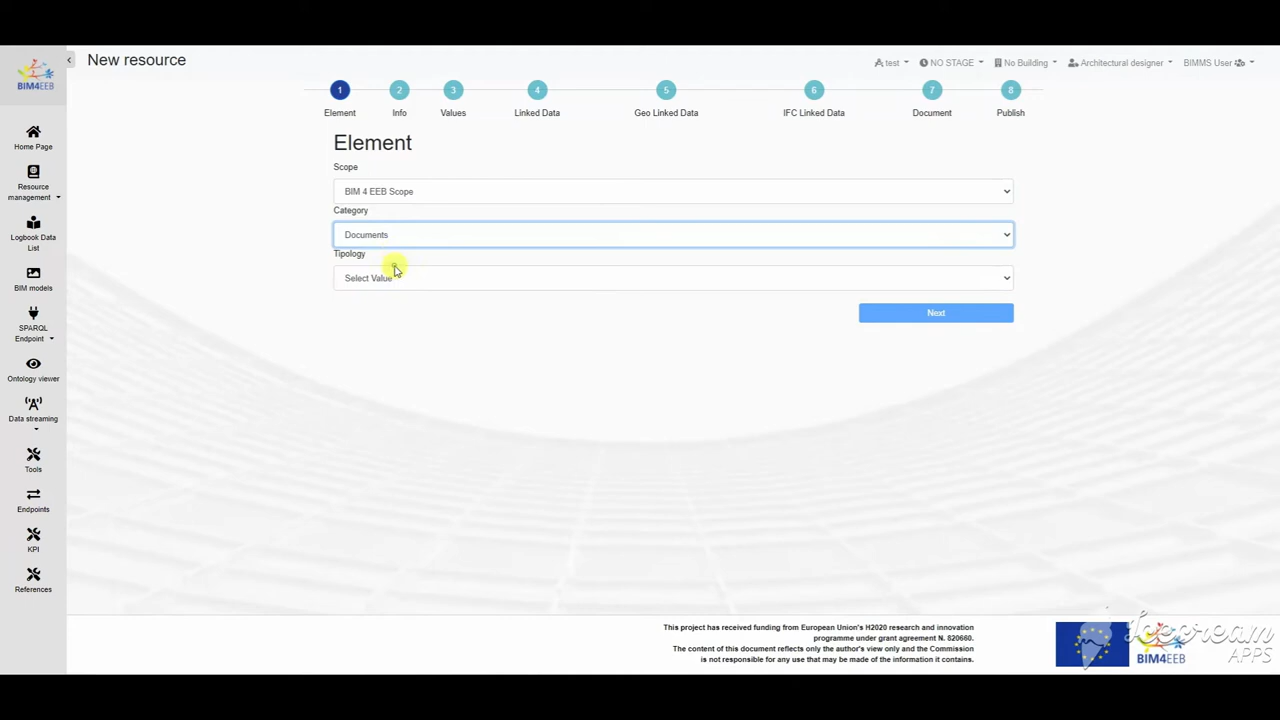 New resource
test
NO STAGE
No Building
Architectural designer
BIMMS User
BIM4EEB
1
2
3
4
5
6
7
8
Element
Info
Values
Linked Data
Geo Linked Data
IFC Linked Data
Document
Publish
Home Page
Resource
management
Logbook Data
List
BIM models
SPARQL
Endpoint
Ontology viewer
Data streaming
Tools
Endpoints
KPI
References
Element
Scope
BIM 4 EEB Scope
Category
Documents
Tipology
Select Value
Next
This project has received funding from European Union's H2020 research and innovation
programme under grant agreement N. 820660.
The content of this document reflects only the author's view only and the Commission
is not responsible for any use that may be made of the information it contains.
BIM4EEB
Icecream
APPS